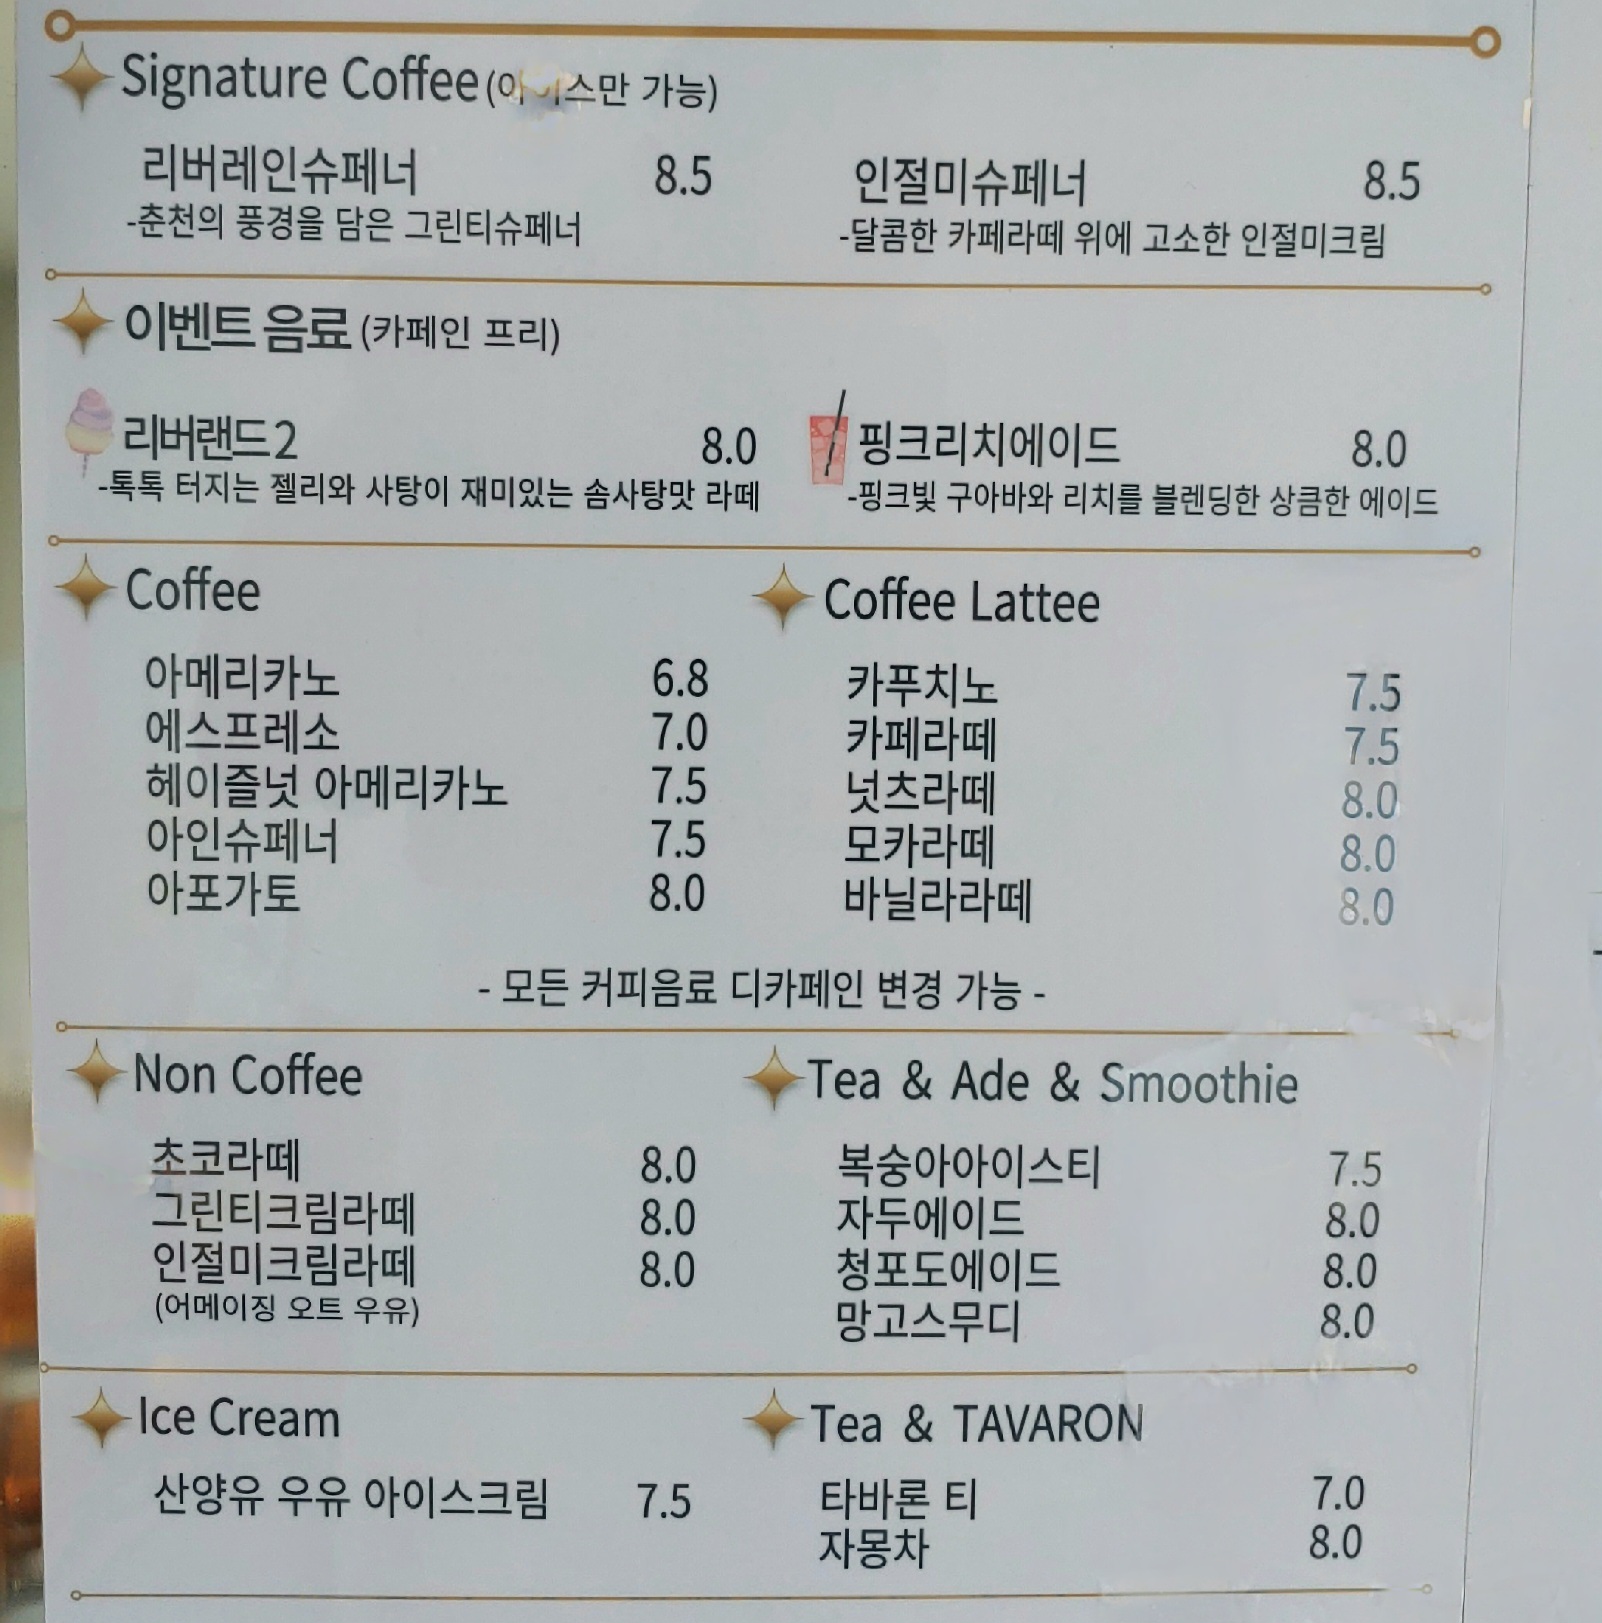 Signature Coffee (아이스만 가능)
리버레인슈페너 8.5
-춘천의 풍경을 담은 그린티슈페너
인절미슈페너 8.5
-달콤한 카페라떼 위에 고소한 인절미크림
이벤트 음료 (카페인 프리)
리버랜드2 8.0
-톡톡 터지는 젤리와 사탕이 재미있는 솜사탕맛 라떼
핑크리치에이드 8.0
-핑크빛 구아바와 리치를 블렌딩한 상큼한 에이드
Coffee
아메리카노 6.8
에스프레소 7.0
헤이즐넛 아메리카노 7.5
아인슈페너 7.5
아포가토 8.0
Coffee Lattee
카푸치노 7.5
카페라떼 7.5
넛츠라떼 8.0
모카라떼 8.0
바닐라라떼 8.0
- 모든 커피음료 디카페인 변경 가능 -
Non Coffee
초코라떼 8.0
그린티크림라떼 8.0
인절미크림라떼 8.0
(어메이징 오트 우유)
Tea & Ade & Smoothie
복숭아아이스티 7.5
자두에이드 8.0
청포도에이드 8.0
망고스무디 8.0
Ice Cream
산양유 우유 아이스크림 7.5
Tea & TAVARON
타바론 티 7.0
자몽차 8.0